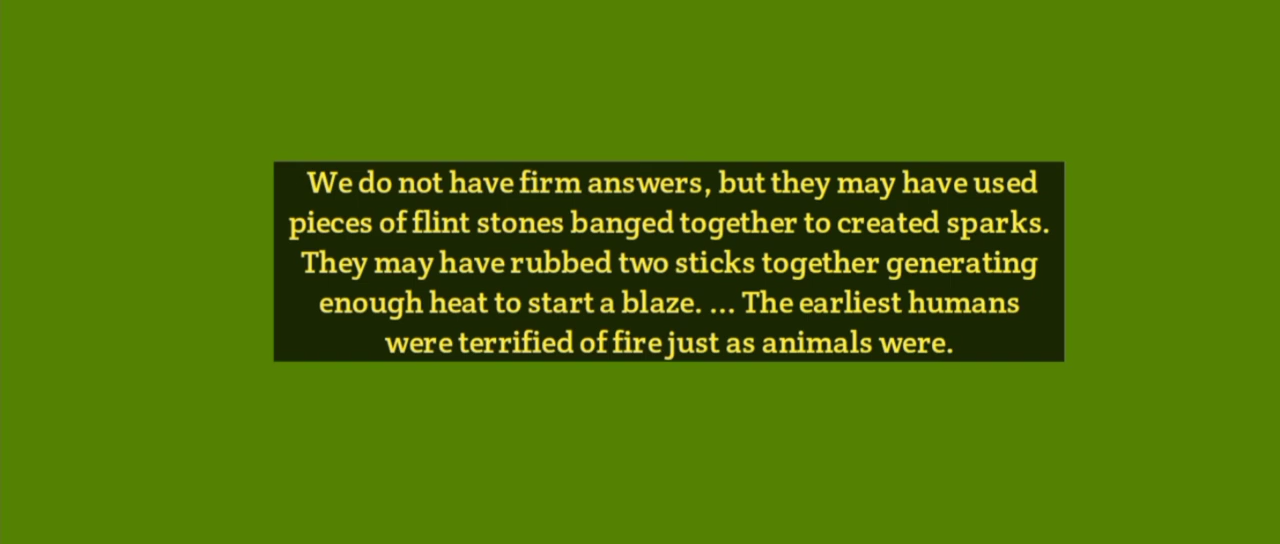 We do not have firm answers, but they may have used
pieces of flint stones banged together to created sparks.
They may have rubbed two sticks together generating
enough heat to start a blaze. ... The earliest humans
were terrified of fire just as animals were.